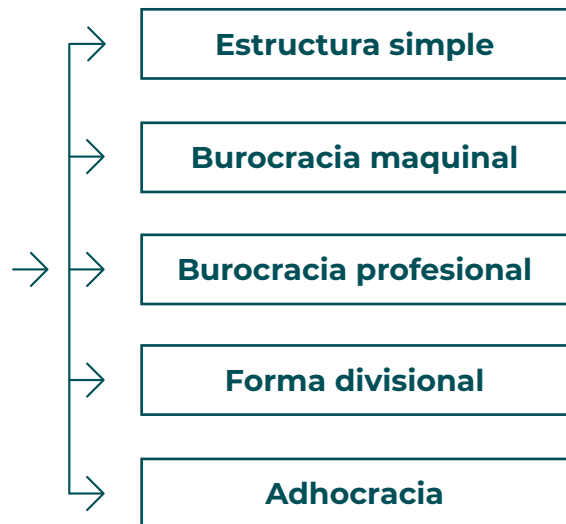 Estructura simple
Burocracia maquinal
Burocracia profesional
Forma divisional
Adhocracia